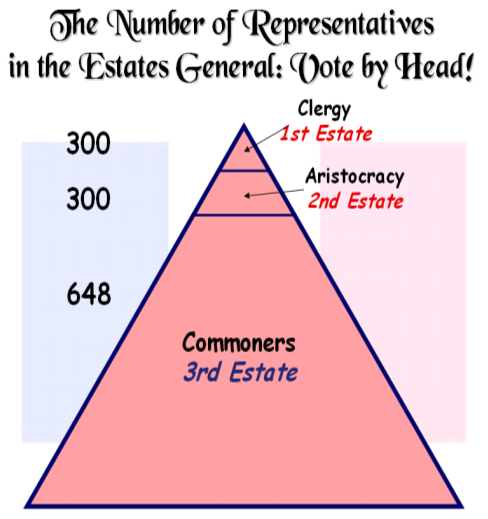 The Number of Representatives
in the Estates General: Vote by Head!
Clergy
300
1st Estate
Aristocracy
300
2nd Estate
648
Commoners
3rd Estate